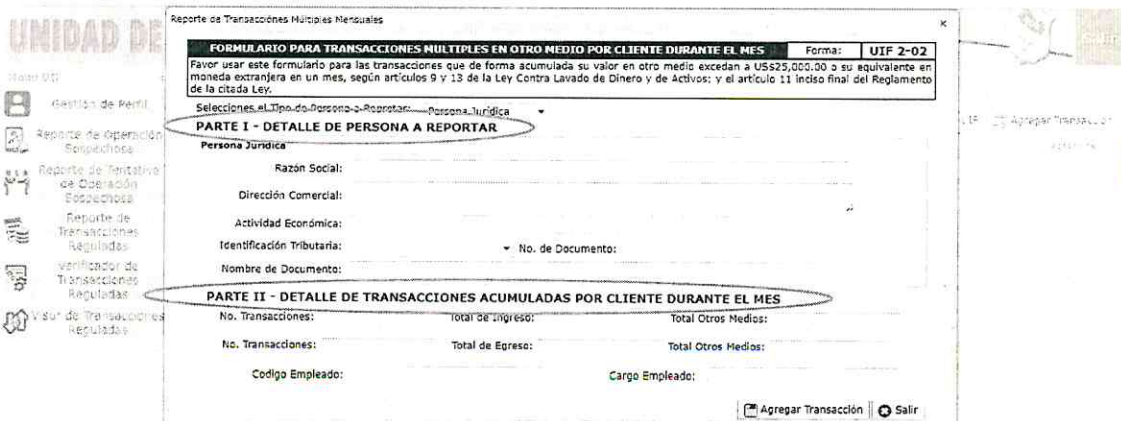 Reporte de Transacciónes Múltiples Mensuales
UNIDAD DE
FORMULARIO PARA TRANSACCIONES MULTIPLES EN OTRO MEDIO POR CLIENTE DURANTE EL MES Forma: UIF 2-02
Favor usar este formulario para las transacciones que de forma acumulada su valor en otro medio excedan a US$25,000.00 o su equivalente en
moneda extranjera en un mes, según artículos 9 y 13 de la Ley Contra Lavado de Dinero y de Activos; y el artículo 11 inciso final del Reglamento
de la citada Ley.
Selecciones el Tipo de Persona a Reportar: Persona Juridica
PARTE I - DETALLE DE PERSONA A REPORTAR
Persona Juridica
Razón Social:
Dirección Comercial:
Actividad Económica:
Identificación Tributaria: No. de Documento:
Nombre de Documento:
PARTE II - DETALLE DE TRANSACCIONES ACUMULADAS POR CLIENTE DURANTE EL MES
No. Transacciones: Total de Ingreso: Total Otros Medios:
No. Transacciones: Total de Egreso: Total Otros Medios:
Codigo Empleado: Cargo Empleado:
Agregar Transacción Salir
Gestión de Perfil
Reporte de Operación
Sospechosa
Reporte de Tentativa
de Operación
Sospechosa
Reporte de
Transacciones
Reguladas
Verificador de
Transacciones
Reguladas
Visor de Transacciones
Reguladas
Agregar Transacción